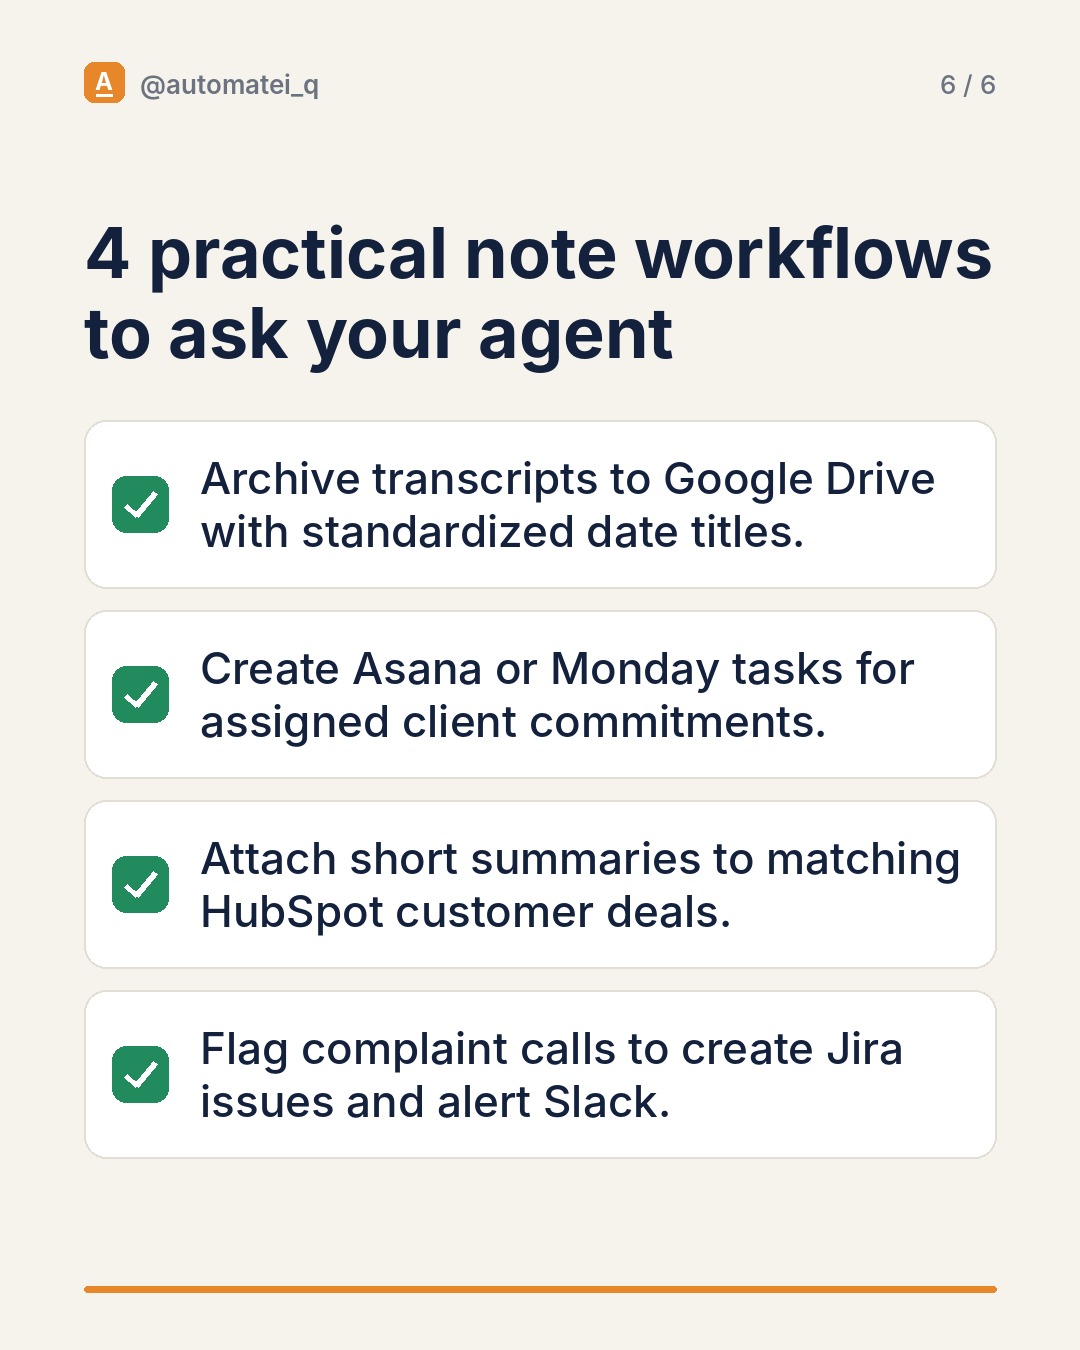 A
@automatei_q
6 / 6
4 practical note workflows
to ask your agent
Archive transcripts to Google Drive
with standardized date titles.
Create Asana or Monday tasks for
assigned client commitments.
Attach short summaries to matching
HubSpot customer deals.
Flag complaint calls to create Jira
issues and alert Slack.